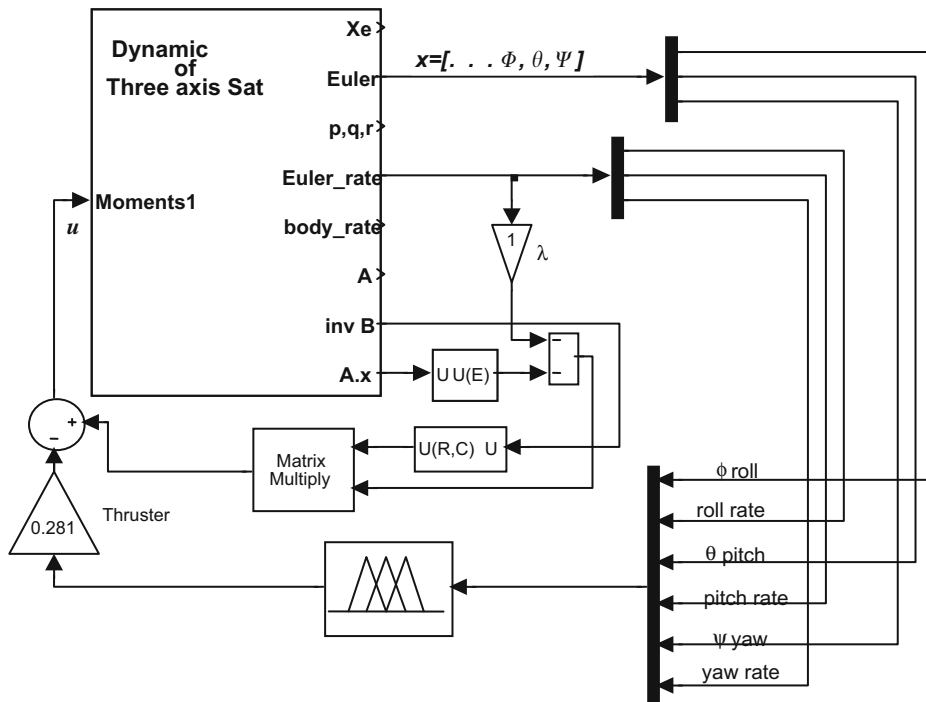 Dynamic
of
Three axis Sat
Xe
Euler
x=[. . . Φ, θ, Ψ ]
p,q,r
Euler_rate
Moments1
u
body_rate
1
λ
A
inv B
A.x
U U(E)
-
-
+
-
Matrix
Multiply
U(R,C) U
0.281
Thruster
ϕ roll
roll rate
θ pitch
pitch rate
ψ yaw
yaw rate